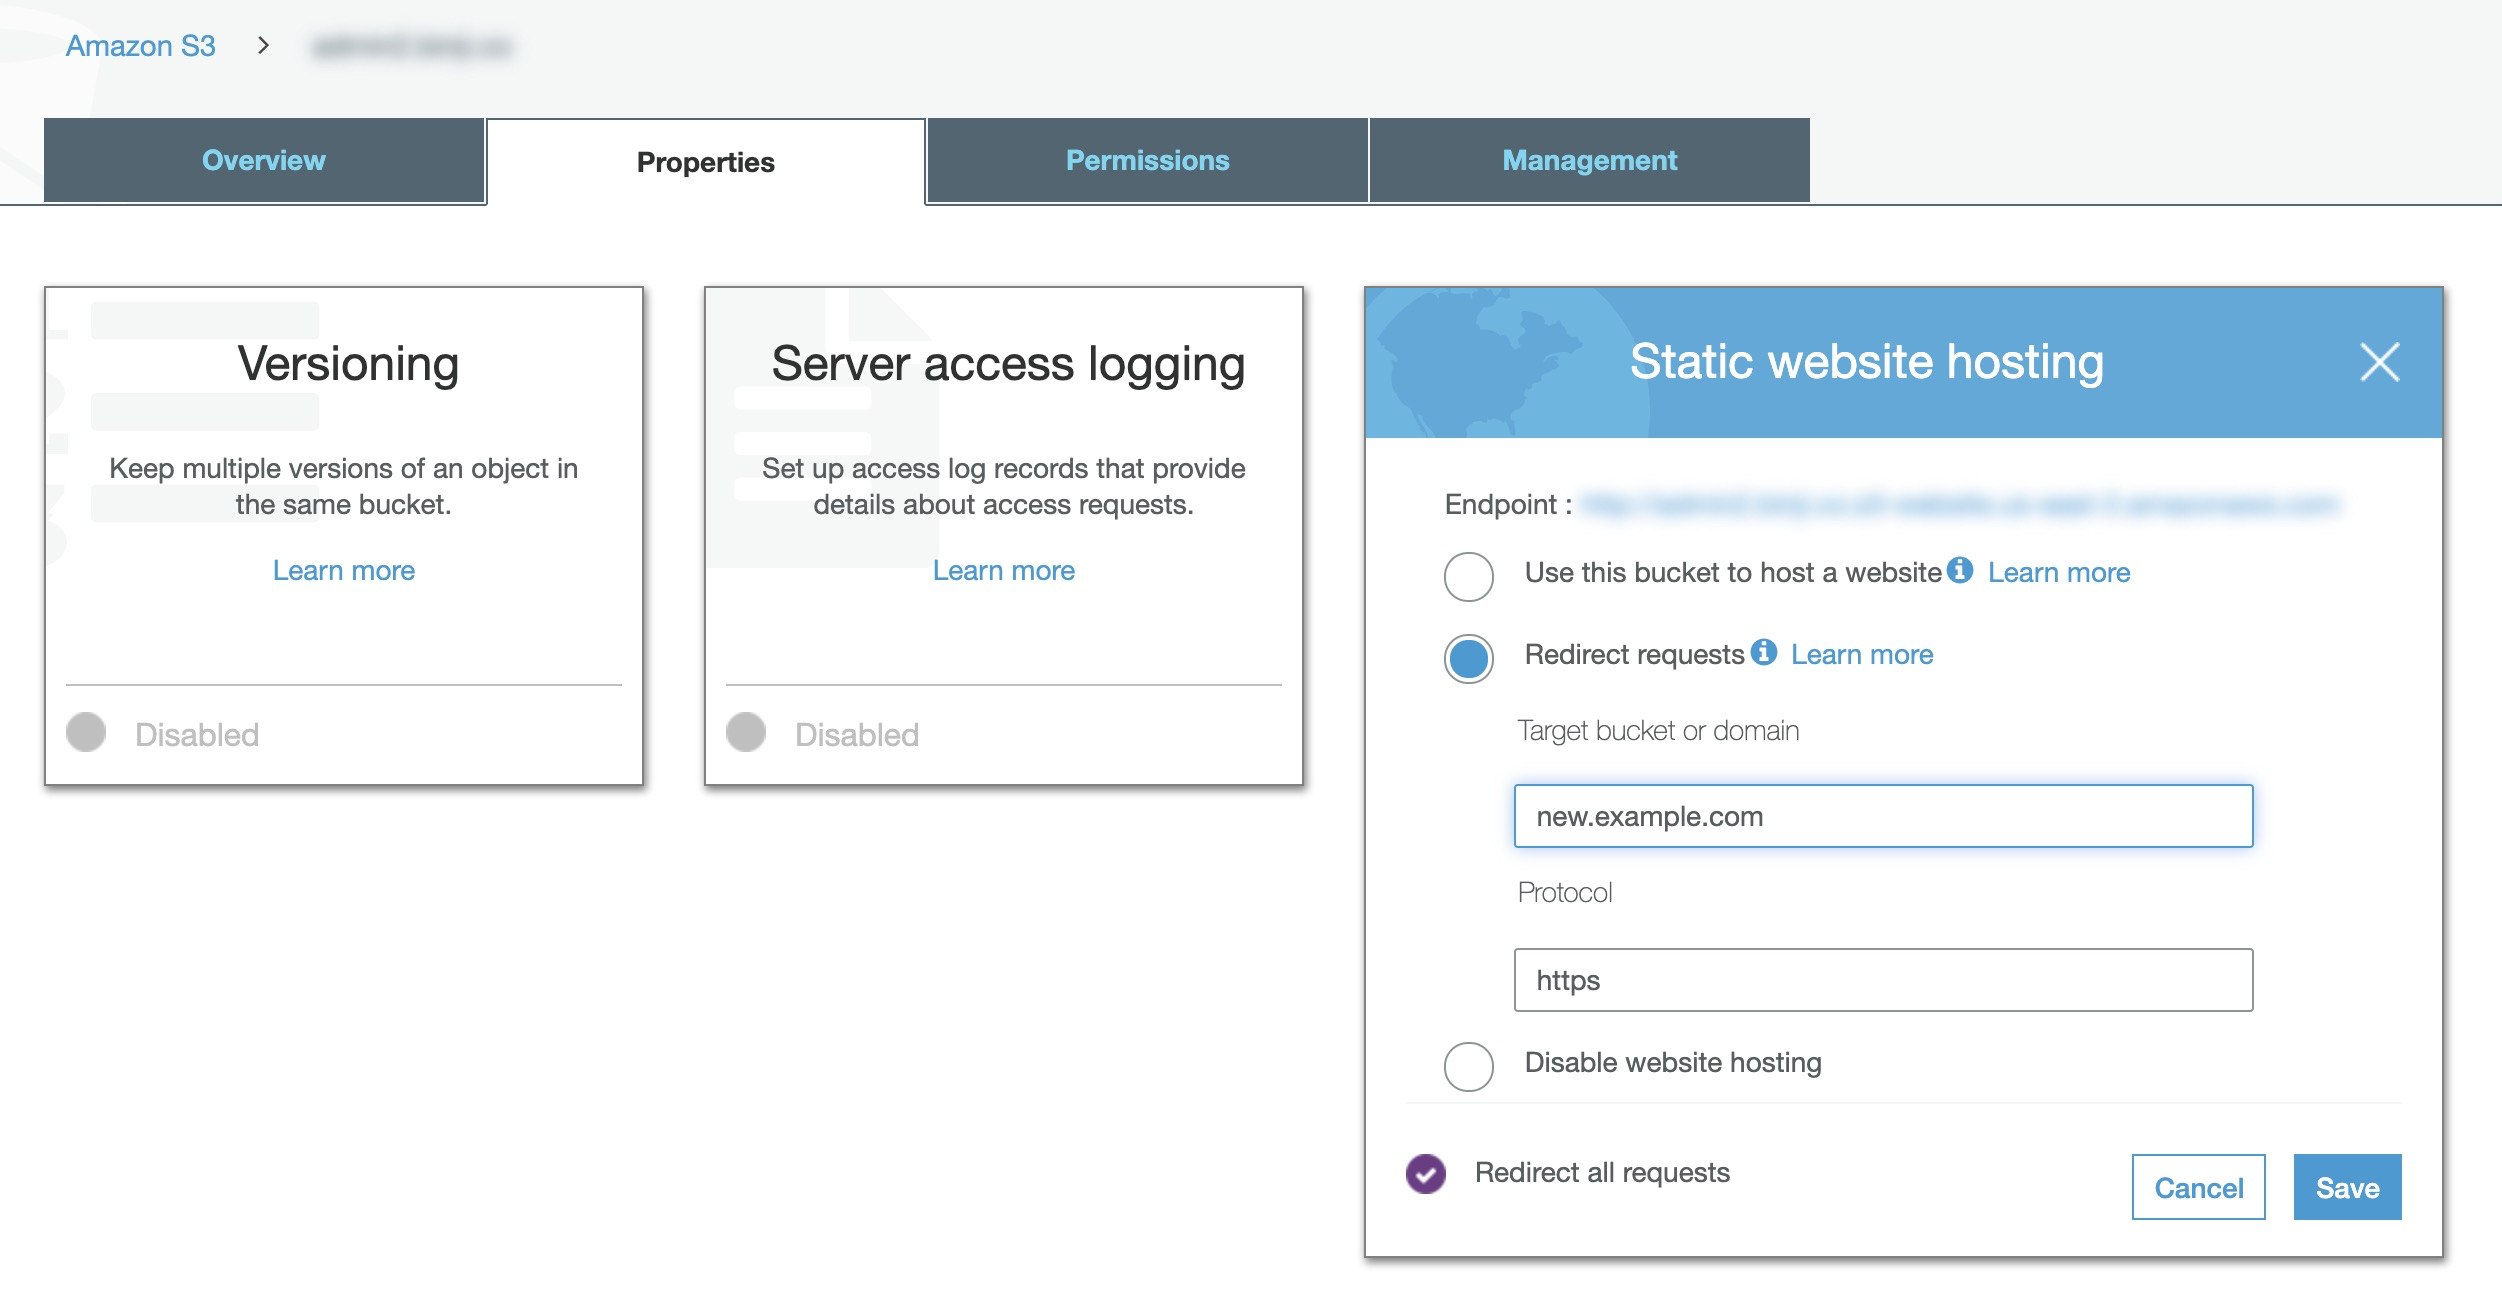 Amazon S3 >
Overview
Properties
Permissions
Management
Versioning
Keep multiple versions of an object in
the same bucket.
Learn more
Disabled
Server access logging
Set up access log records that provide
details about access requests.
Learn more
Disabled
Static website hosting
Endpoint :
Use this bucket to host a website Learn more
Redirect requests Learn more
Target bucket or domain
new.example.com
Protocol
https
Disable website hosting
Redirect all requests
Cancel
Save